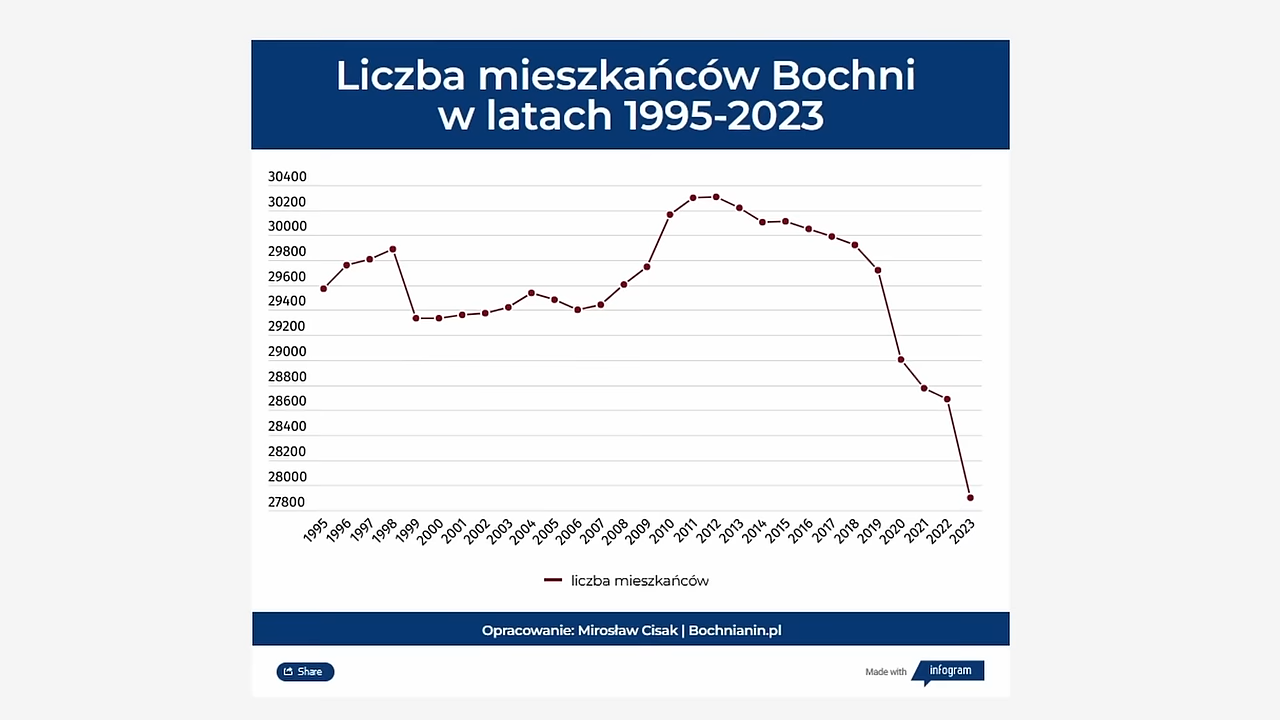 Liczba mieszkańców Bochni
w latach 1995-2023
30400
30200
30000
29800
29600
29400
29200
29000
28800
28600
28400
28200
28000
27800
1995 1996 1997 1998 1999 2000 2001 2002 2003 2004 2005 2006 2007 2008 2009 2010 2011 2012 2013 2014 2015 2016 2017 2018 2019 2020 2021 2022 2023
liczba mieszkańców
Opracowanie: Mirosław Cisak | Bochnianin.pl
Share
Made with infogram